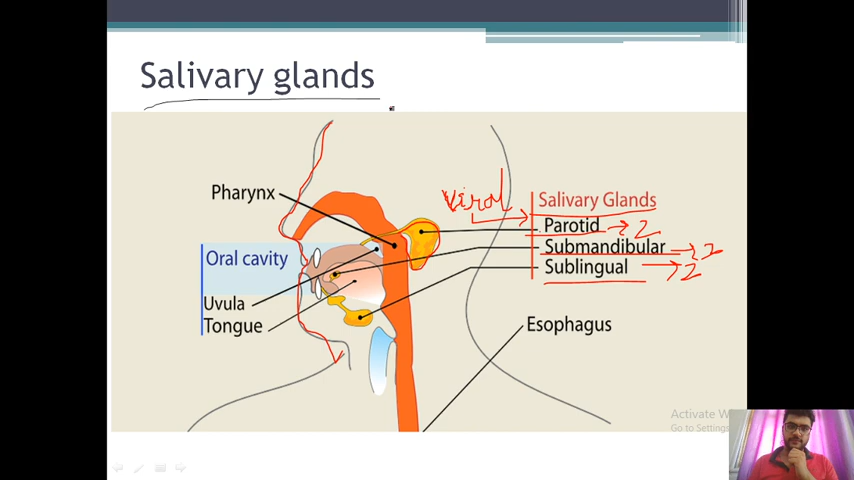 Salivary glands
Pharynx
viral
Salivary Glands
Parotid → 2
Submandibular → 2
Sublingual → 2
Oral cavity
Uvula
Tongue
Esophagus
Activate W
Go to Settings